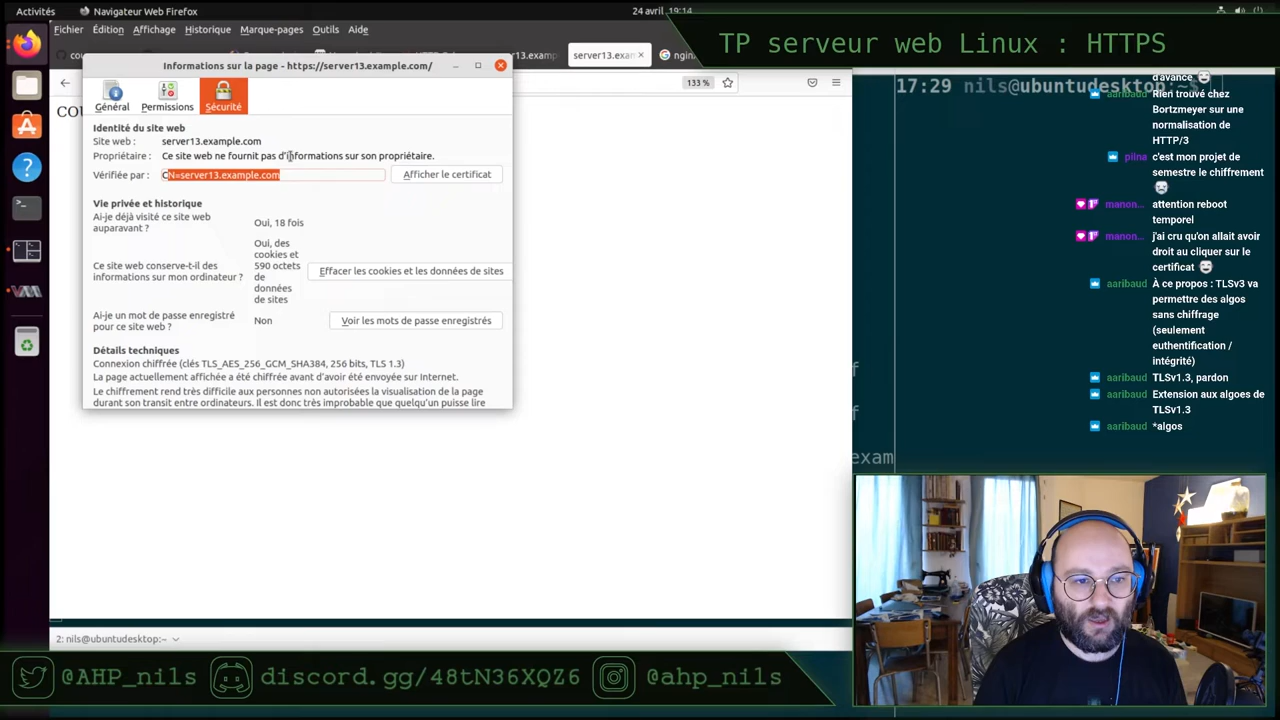 Activités
Navigateur Web Firefox
24 avril, 19:14
Fichier Édition Affichage Historique Marque-pages Outils Aide
server13.exam
133 %
Informations sur la page - https://server13.example.com/
Général
Permissions
Sécurité
Identité du site web
Site web : server13.example.com
Propriétaire : Ce site web ne fournit pas d'informations sur son propriétaire.
Vérifiée par : CN=server13.example.com
Afficher le certificat
Vie privée et historique
Ai-je déjà visité ce site web
auparavant ?
Oui, 18 fois
Ce site web conserve-t-il des
informations sur mon ordinateur ?
Oui, des
cookies et
590 octets
de
données
de sites
Effacer les cookies et les données de sites
Ai-je un mot de passe enregistré
pour ce site web ?
Non
Voir les mots de passe enregistrés
Détails techniques
Connexion chiffrée (clés TLS_AES_256_GCM_SHA384, 256 bits, TLS 1.3)
La page actuellement affichée a été chiffrée avant d'avoir été envoyée sur Internet.
Le chiffrement rend très difficile aux personnes non autorisées la visualisation de la page
durant son transit entre ordinateurs. Il est donc très improbable que quelqu'un puisse lire
2: nils@ubuntudesktop:~
TP serveur web Linux : HTTPS
17:29 nils@ubuntudesktop:~$
exam
d'avance
aaribaud Rien trouvé chez
Bortzmeyer sur une
normalisation de
HTTP/3
piina c'est mon projet de
semestre le chiffrement
manon... attention reboot
temporel
manon... j'ai cru qu'on allait avoir
droit au cliquer sur le
certificat
aaribaud À ce propos : TLSv3 va
permettre des algos
sans chiffrage
(seulement
euthentification /
intégrité)
aaribaud TLSv1.3, pardon
aaribaud Extension aux algoes de
TLSv1.3
aaribaud *algos
@AHP_nils
discord.gg/48tN36XQZ6
@ahp_nils